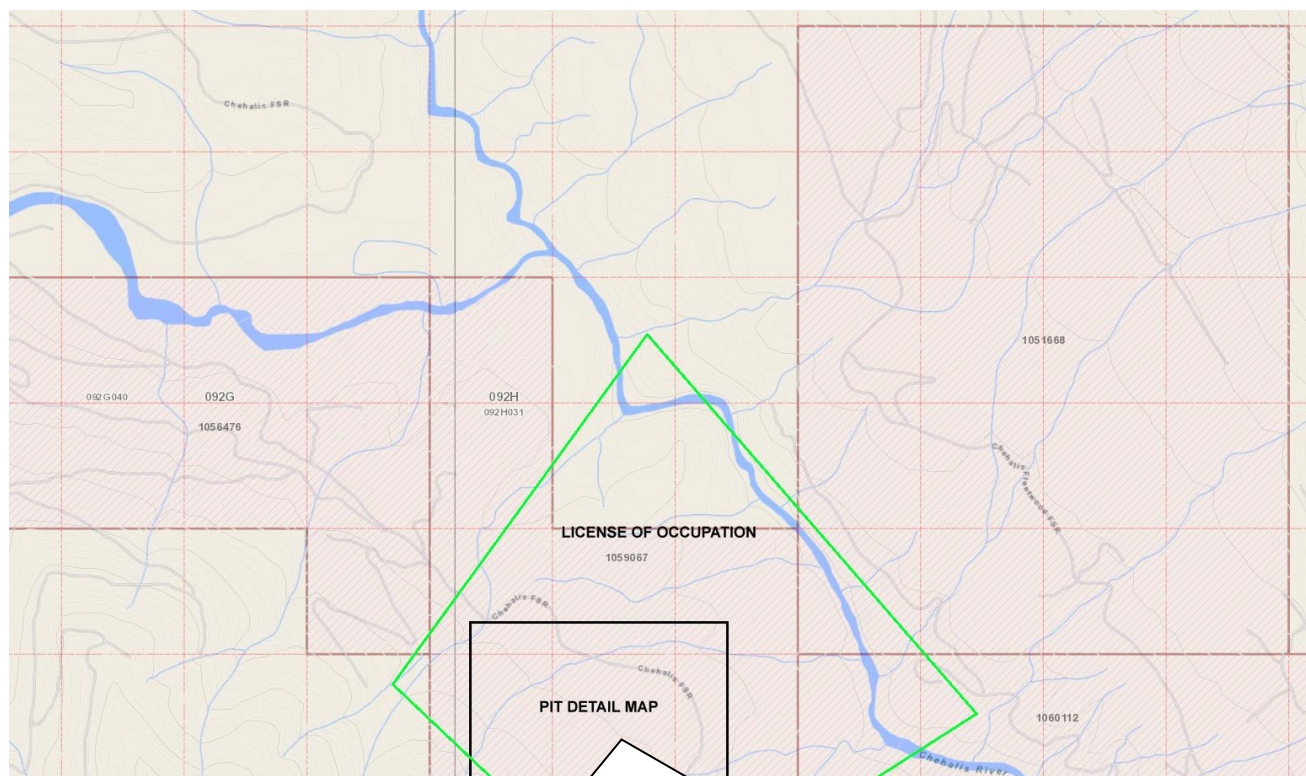 Chehalis FSR
1051668
092G040
092G
1056476
092H
092H031
Chehalis Fleetwood FSR
LICENSE OF OCCUPATION
1059067
Chehalis FSR
Chehalis FSR
PIT DETAIL MAP
1060112
Chehalis River